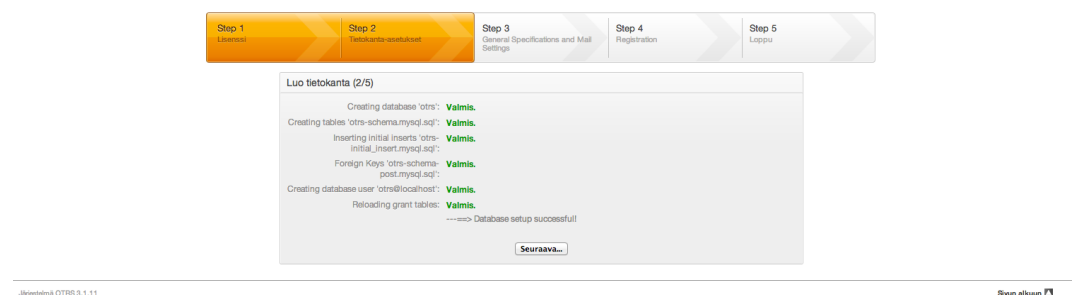 Step 1
Lisenssi
Step 2
Tietokanta-asetukset
Step 3
General Specifications and Mail
Settings
Step 4
Registration
Step 5
Loppu
Luo tietokanta (2/5)
Creating database 'otrs': Valmis.
Creating tables 'otrs-schema.mysql.sql': Valmis.
Inserting initial inserts 'otrs- Valmis.
initial_insert.mysql.sql':
Foreign Keys 'otrs-schema- Valmis.
post.mysql.sql':
Creating database user 'otrs@localhost': Valmis.
Reloading grant tables: Valmis.
---==> Database setup successful!
Seuraava...
Järjestelmä OTRS 3.1.11
Sivun alkuun